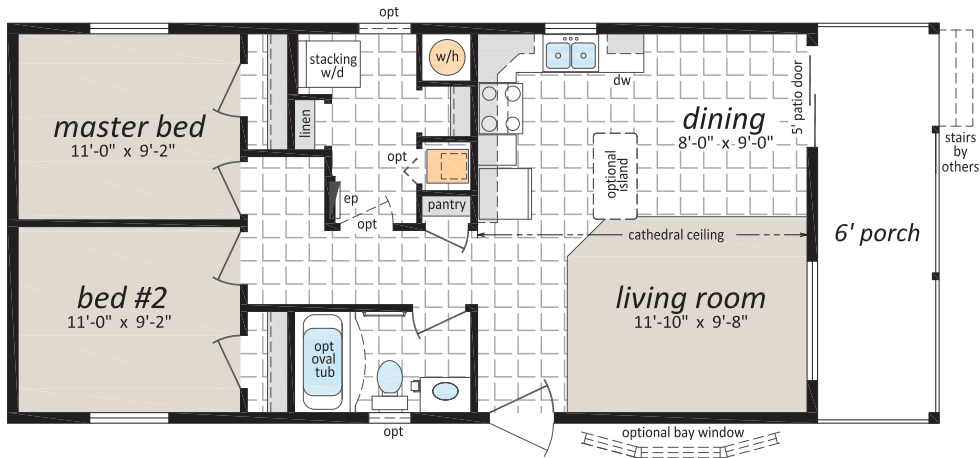 opt
stacking
w/d
w/h
linen
master bed
11'-0" x 9'-2"
opt
ep
opt
pantry
dw
dining
8'-0" x 9'-0"
5' patio door
optional
island
stairs
by
others
cathedral ceiling
6' porch
bed #2
11'-0" x 9'-2"
living room
11'-10" x 9'-8"
opt
oval
tub
opt
optional bay window